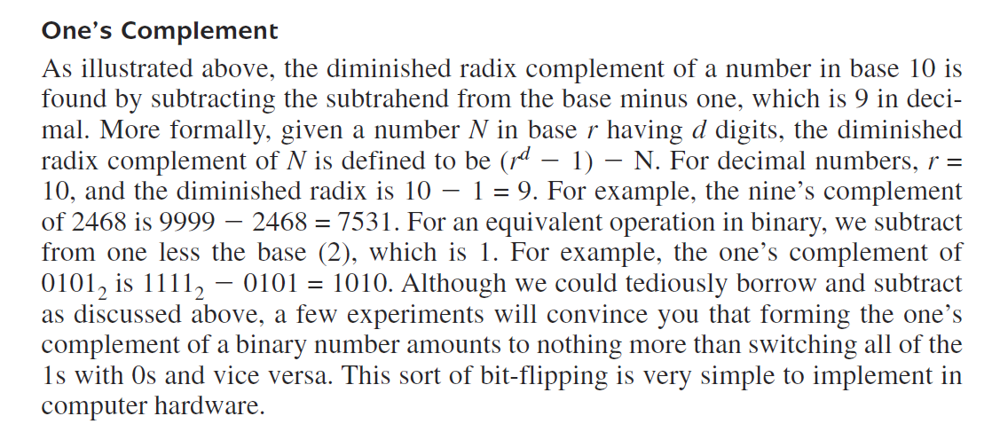 One's Complement
As illustrated above, the diminished radix complement of a number in base 10 is
found by subtracting the subtrahend from the base minus one, which is 9 in deci-
mal. More formally, given a number N in base r having d digits, the diminished
radix complement of N is defined to be (rᵈ − 1) − N. For decimal numbers, r =
10, and the diminished radix is 10 − 1 = 9. For example, the nine's complement
of 2468 is 9999 − 2468 = 7531. For an equivalent operation in binary, we subtract
from one less the base (2), which is 1. For example, the one's complement of
0101₂ is 1111₂ − 0101 = 1010. Although we could tediously borrow and subtract
as discussed above, a few experiments will convince you that forming the one's
complement of a binary number amounts to nothing more than switching all of the
1s with 0s and vice versa. This sort of bit-flipping is very simple to implement in
computer hardware.